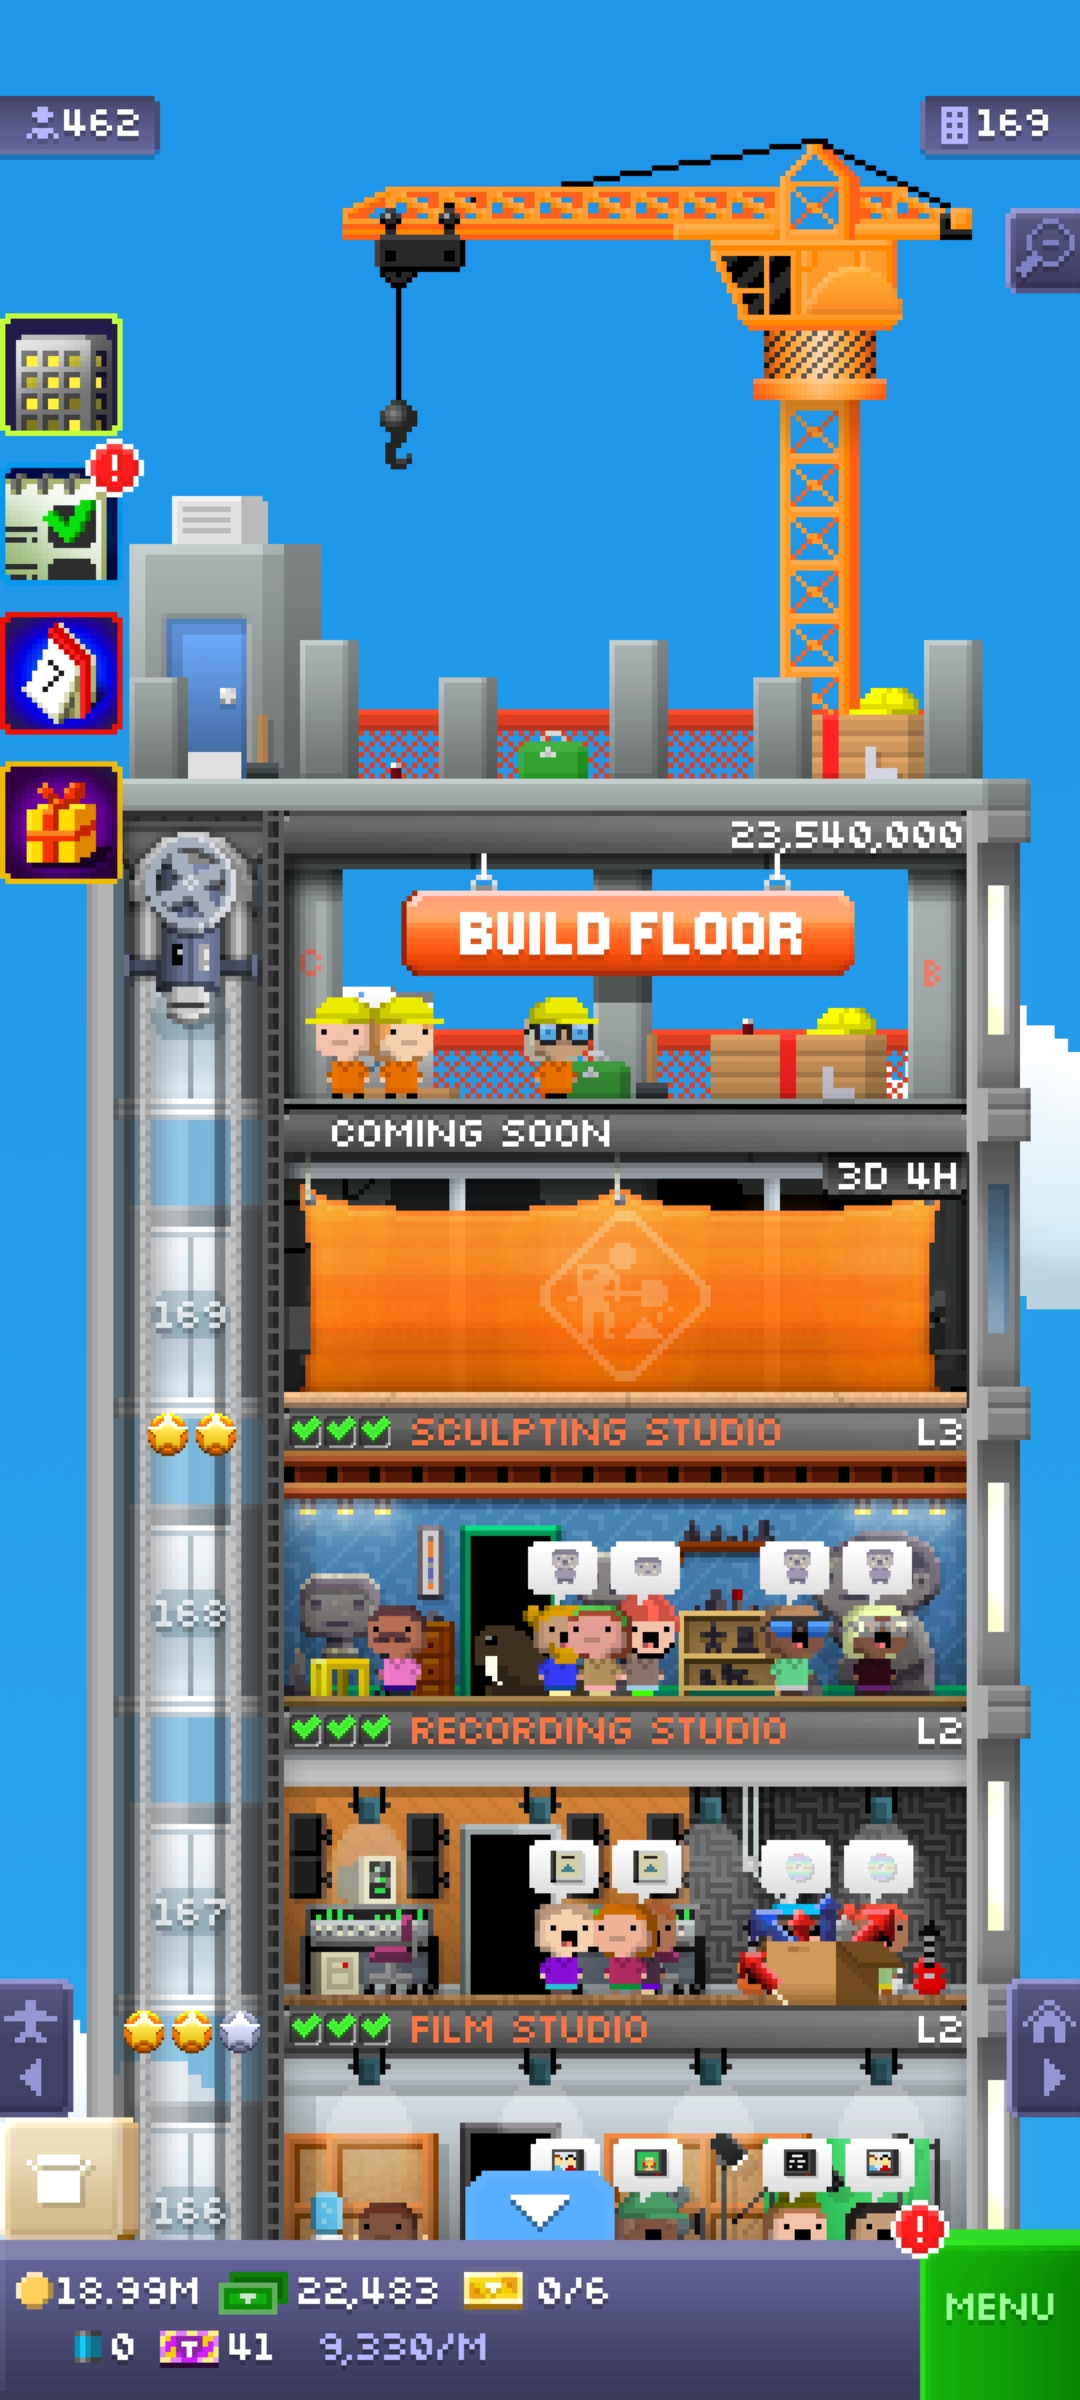 462
169
7
23,540,000
BUILD FLOOR
C
B
COMING SOON
3D 4H
169
SCULPTING STUDIO L3
168
RECORDING STUDIO L2
167
FILM STUDIO L2
166
18.99M 22,483 0/6
0 41 9,330/M
MENU